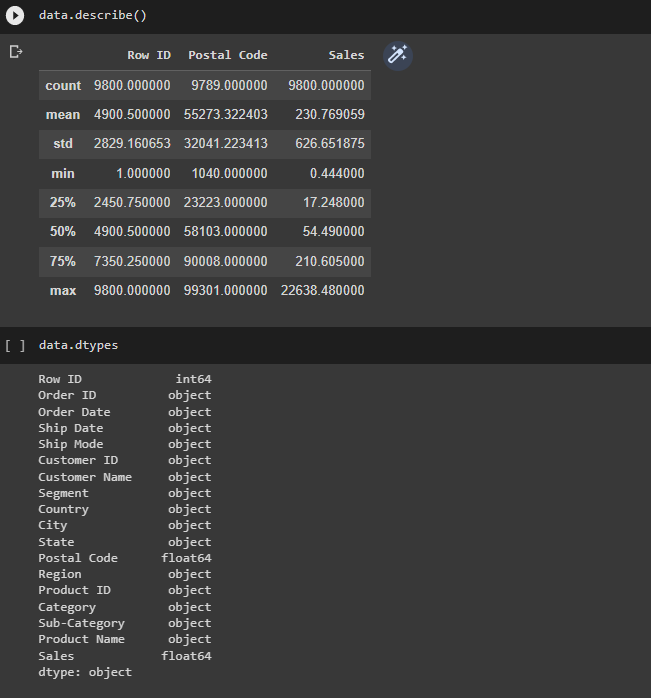 data.describe()
Row ID Postal Code Sales
count 9800.000000 9789.000000 9800.000000
mean 4900.500000 55273.322403 230.769059
std 2829.160653 32041.223413 626.651875
min 1.000000 1040.000000 0.444000
25% 2450.750000 23223.000000 17.248000
50% 4900.500000 58103.000000 54.490000
75% 7350.250000 90008.000000 210.605000
max 9800.000000 99301.000000 22638.480000
[ ] data.dtypes
Row ID int64
Order ID object
Order Date object
Ship Date object
Ship Mode object
Customer ID object
Customer Name object
Segment object
Country object
City object
State object
Postal Code float64
Region object
Product ID object
Category object
Sub-Category object
Product Name object
Sales float64
dtype: object